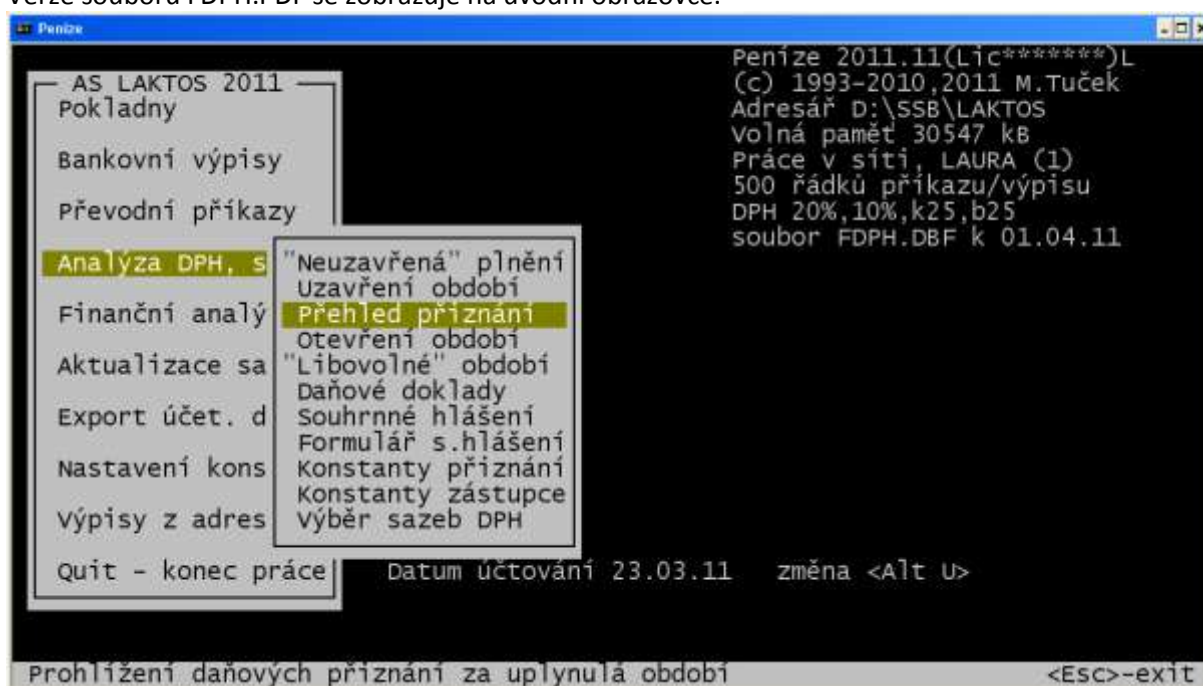 Verze souboru FDPH.PDF se zobrazuje na úvodní obrazovce:
Peníze
AS LAKTOS 2011
Pokladny
Bankovní výpisy
Převodní příkazy
Analýza DPH, s
Finanční analý
Aktualizace sa
Export účet. d
Nastavení kons
Výpisy z adres
Quit - konec práce
"Neuzavřená" plnění
Uzavření období
Přehled přiznání
Otevření období
"Libovolné" období
Daňové doklady
Souhrnné hlášení
Formulář s.hlášení
Konstanty přiznání
Konstanty zástupce
Výběr sazeb DPH
Peníze 2011.11(Lic*******)L
(c) 1993-2010,2011 M.Tuček
Adresář D:\SSB\LAKTOS
Volná paměť 30547 kB
Práce v síti, LAURA (1)
500 řádků příkazu/výpisu
DPH 20%,10%,k25,b25
soubor FDPH.DBF k 01.04.11
Datum účtování 23.03.11 změna <Alt U>
Prohlížení daňových přiznání za uplynulá období <Esc>-exit